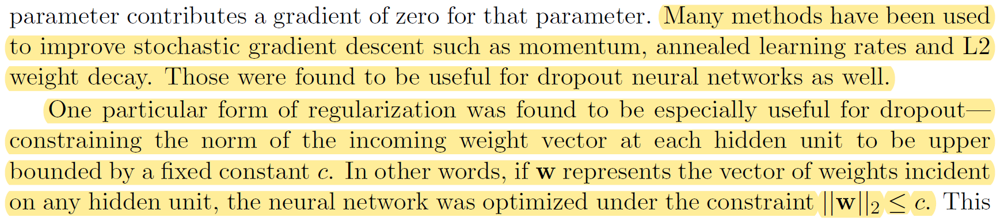 parameter contributes a gradient of zero for that parameter. Many methods have been used
to improve stochastic gradient descent such as momentum, annealed learning rates and L2
weight decay. Those were found to be useful for dropout neural networks as well.
One particular form of regularization was found to be especially useful for dropout—
constraining the norm of the incoming weight vector at each hidden unit to be upper
bounded by a fixed constant c. In other words, if w represents the vector of weights incident
on any hidden unit, the neural network was optimized under the constraint ||w||₂ ≤ c. This